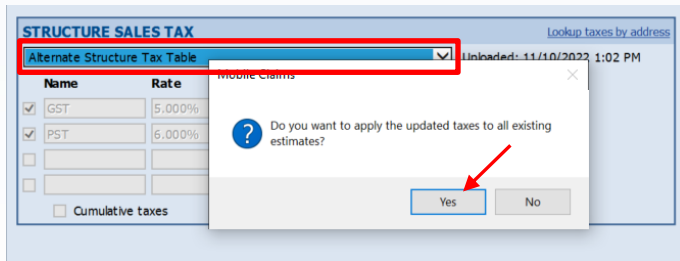 STRUCTURE SALES TAX
Lookup taxes by address
Alternate Structure Tax Table
Uploaded: 11/10/2022 1:02 PM
Name Rate
Mobile Claims
GST 5.000%
PST 6.000%
Do you want to apply the updated taxes to all existing
estimates?
Yes No
Cumulative taxes